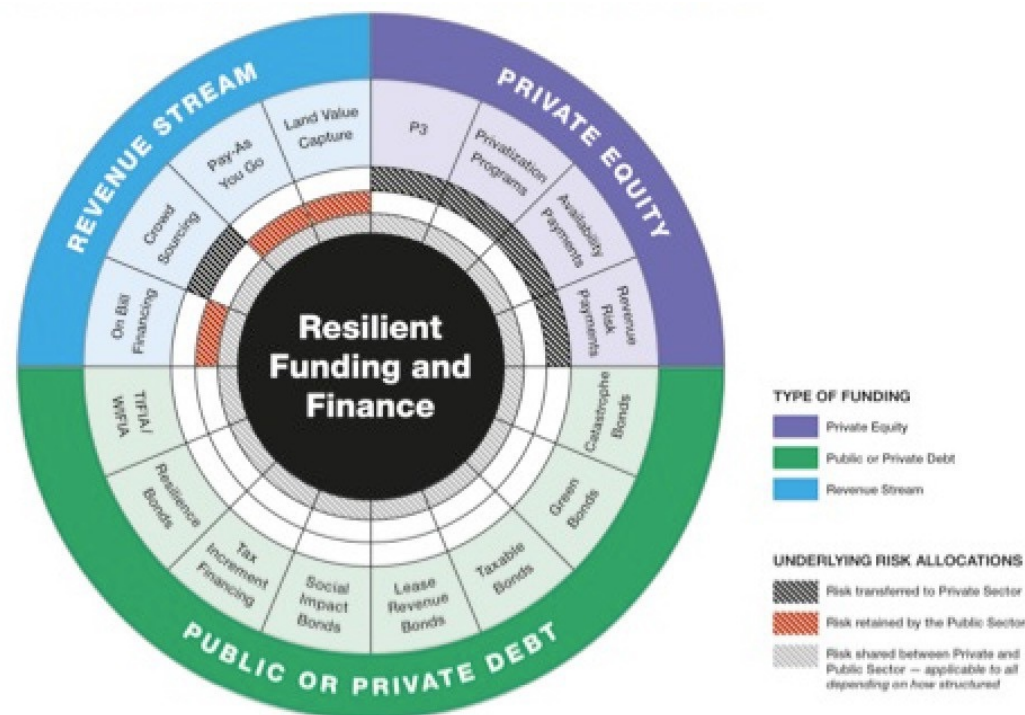 REVENUE STREAM
PRIVATE EQUITY
PUBLIC OR PRIVATE DEBT
Land Value
Capture
Pay-As
You Go
Crowd
Sourcing
On Bill
Financing
P3
Privatization
Programs
Availability
Payments
Revenue
Risk
Payments
Catastrophe
Bonds
Green
Bonds
Taxable
Bonds
Lease
Revenue
Bonds
Social
Impact
Bonds
Tax
Increment
Financing
Resilience
Bonds
TIFIA/
WIFIA
Resilient
Funding and
Finance
TYPE OF FUNDING
Private Equity
Public or Private Debt
Revenue Stream
UNDERLYING RISK ALLOCATIONS
Risk transferred to Private Sector
Risk retained by the Public Sector
Risk shared between Private and
Public Sector — applicable to all
depending on how structured